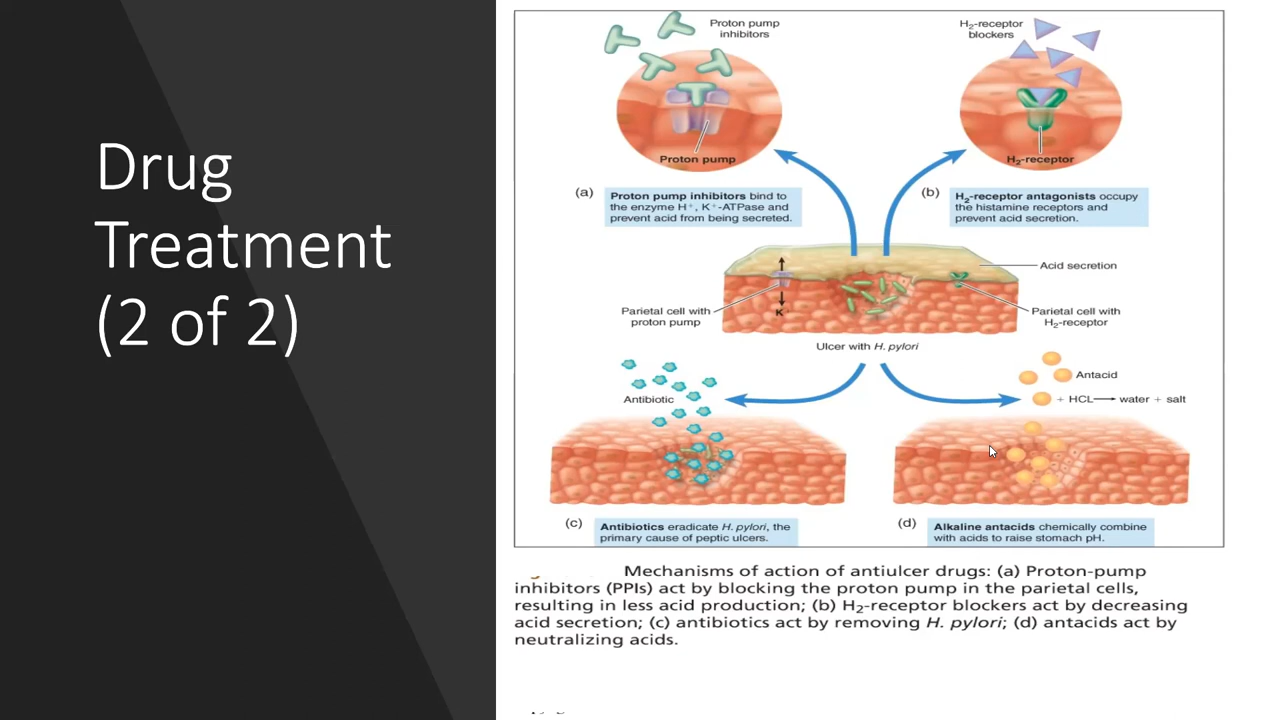 Drug
Treatment
(2 of 2)
Proton pump
inhibitors
Proton pump
(a)
Proton pump inhibitors bind to
the enzyme H⁺, K⁺-ATPase and
prevent acid from being secreted.
H₂-receptor
blockers
H₂-receptor
(b)
H₂-receptor antagonists occupy
the histamine receptors and
prevent acid secretion.
Acid secretion
Parietal cell with
proton pump
K⁺
Parietal cell with
H₂-receptor
Ulcer with H. pylori
Antibiotic
Antacid
+ HCL → water + salt
(c)
Antibiotics eradicate H. pylori, the
primary cause of peptic ulcers.
(d)
Alkaline antacids chemically combine
with acids to raise stomach pH.
Mechanisms of action of antiulcer drugs: (a) Proton-pump
inhibitors (PPIs) act by blocking the proton pump in the parietal cells,
resulting in less acid production; (b) H₂-receptor blockers act by decreasing
acid secretion; (c) antibiotics act by removing H. pylori; (d) antacids act by
neutralizing acids.